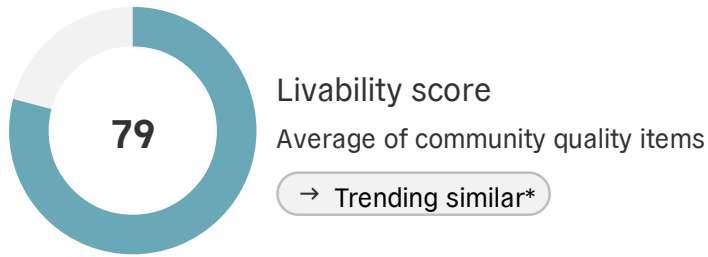 79
Livability score
Average of community quality items
→ Trending similar*